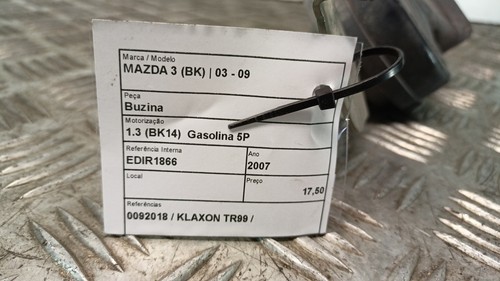 Marca / Modelo
MAZDA 3 (BK) | 03 - 09
Peça
Buzina
Motorização
1.3 (BK14) Gasolina 5P
Referência Interna
EDIR1866
Ano
2007
Local
Preço
17,50
Referências
0092018 / KLAXON TR99 /